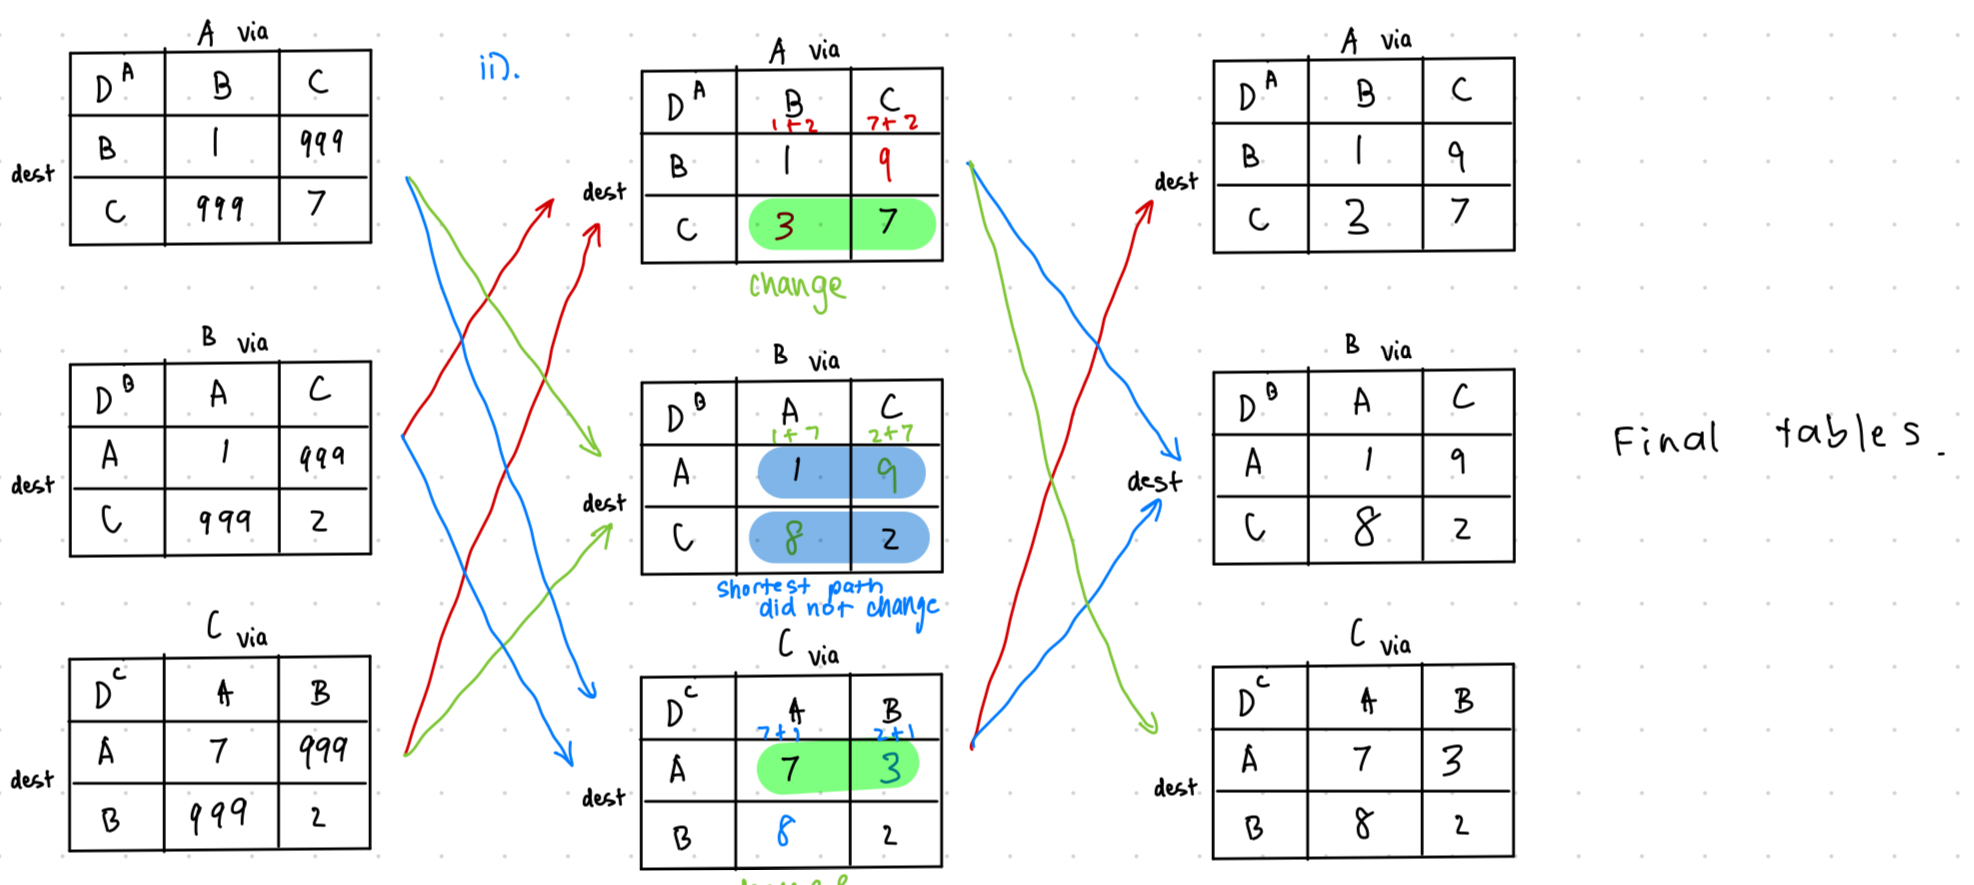 A via
D^A B C
B 1 999
dest
C 999 7
B via
D^B A C
A 1 999
dest
C 999 2
C via
D^C A B
A 7 999
dest
B 999 2
ii).
A via
D^A B C
1+2 7+2
B 1 9
dest
C 3 7
change
B via
D^B A C
1+7 2+7
A 1 9
dest
C 8 2
shortest path
did not change
C via
D^C A B
7+1 2+1
A 7 3
dest
B 8 2
A via
D^A B C
B 1 9
dest
C 3 7
B via
D^B A C
A 1 9
dest
C 8 2
C via
D^C A B
A 7 3
dest
B 8 2
Final tables.